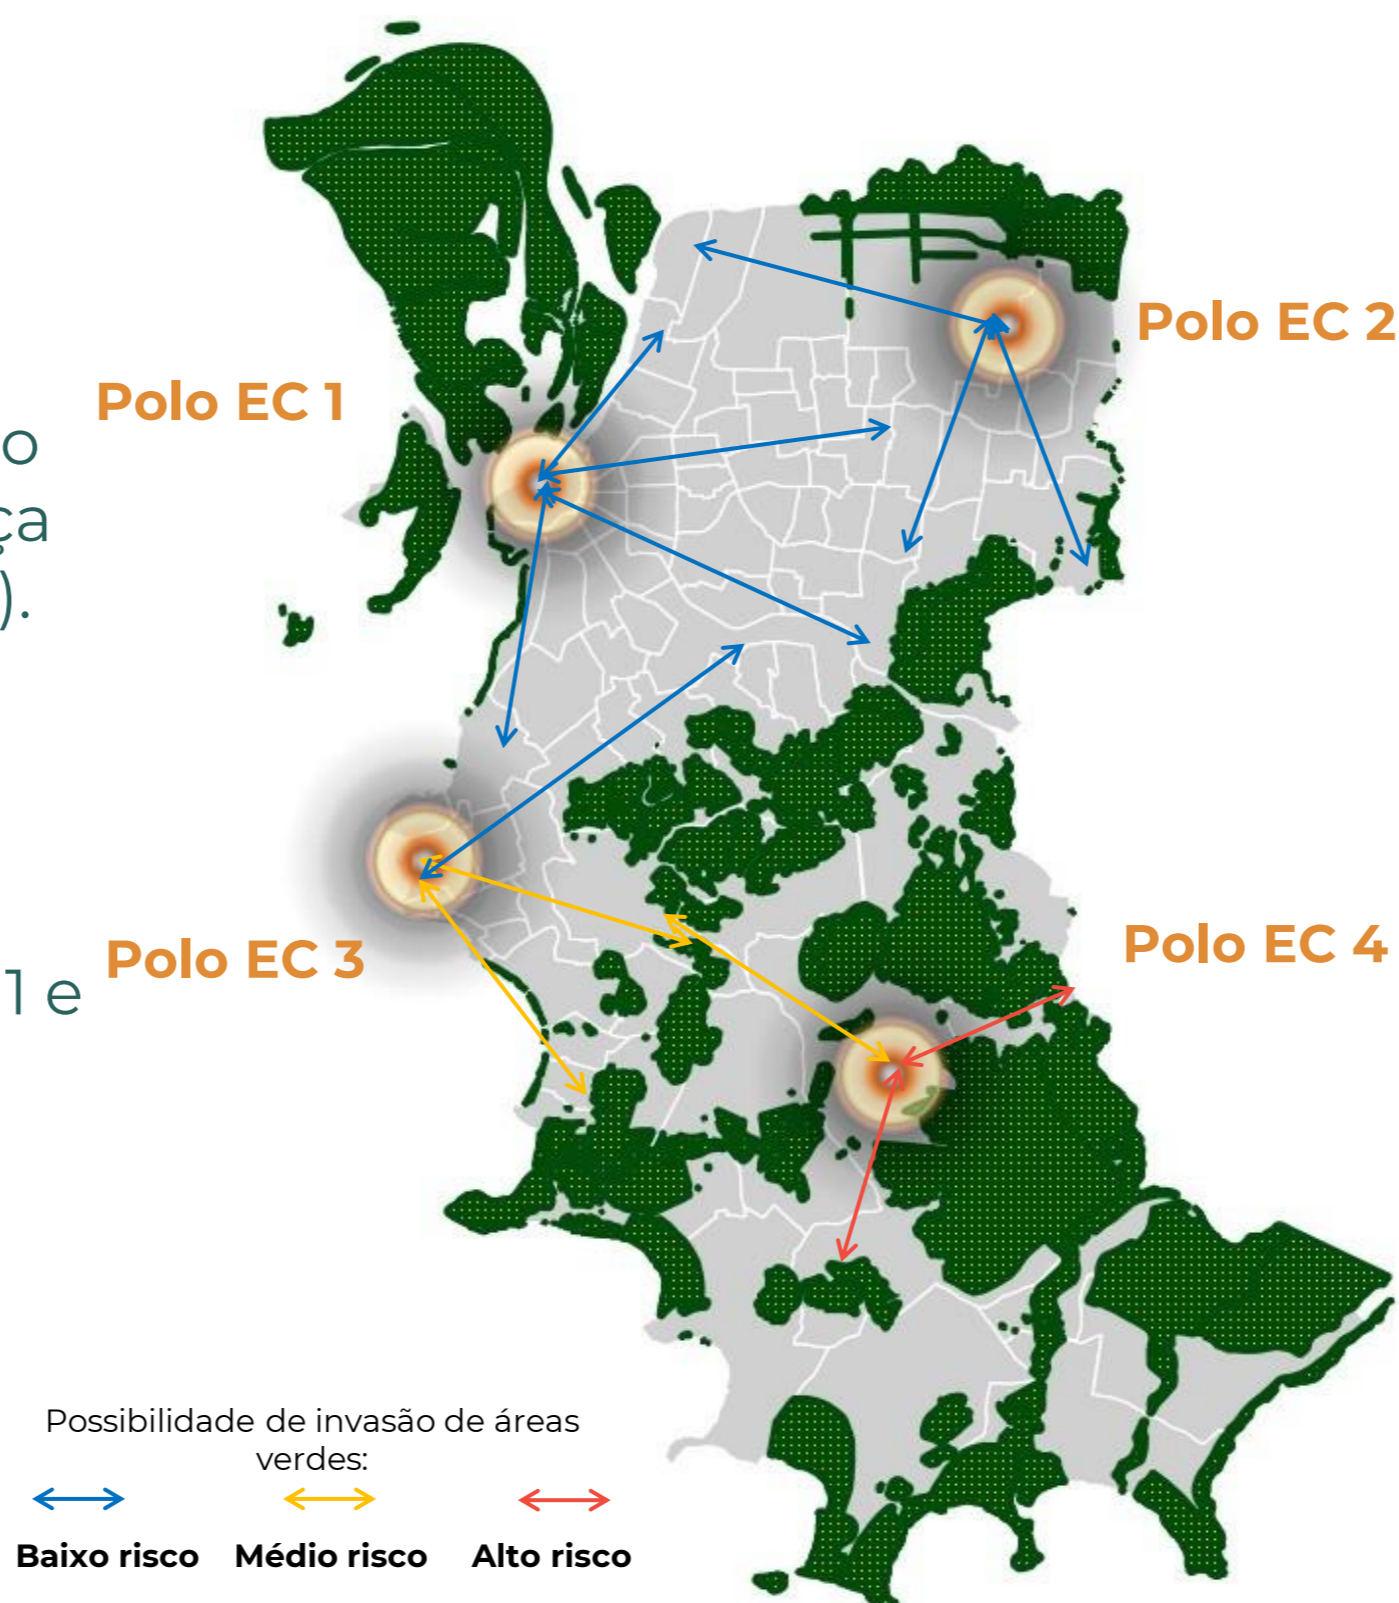 Polo EC 2
Polo EC 1
o
ça
).
Polo EC 4
Polo EC 3
1 e
Possibilidade de invasão de áreas
verdes:
Baixo risco Médio risco Alto risco